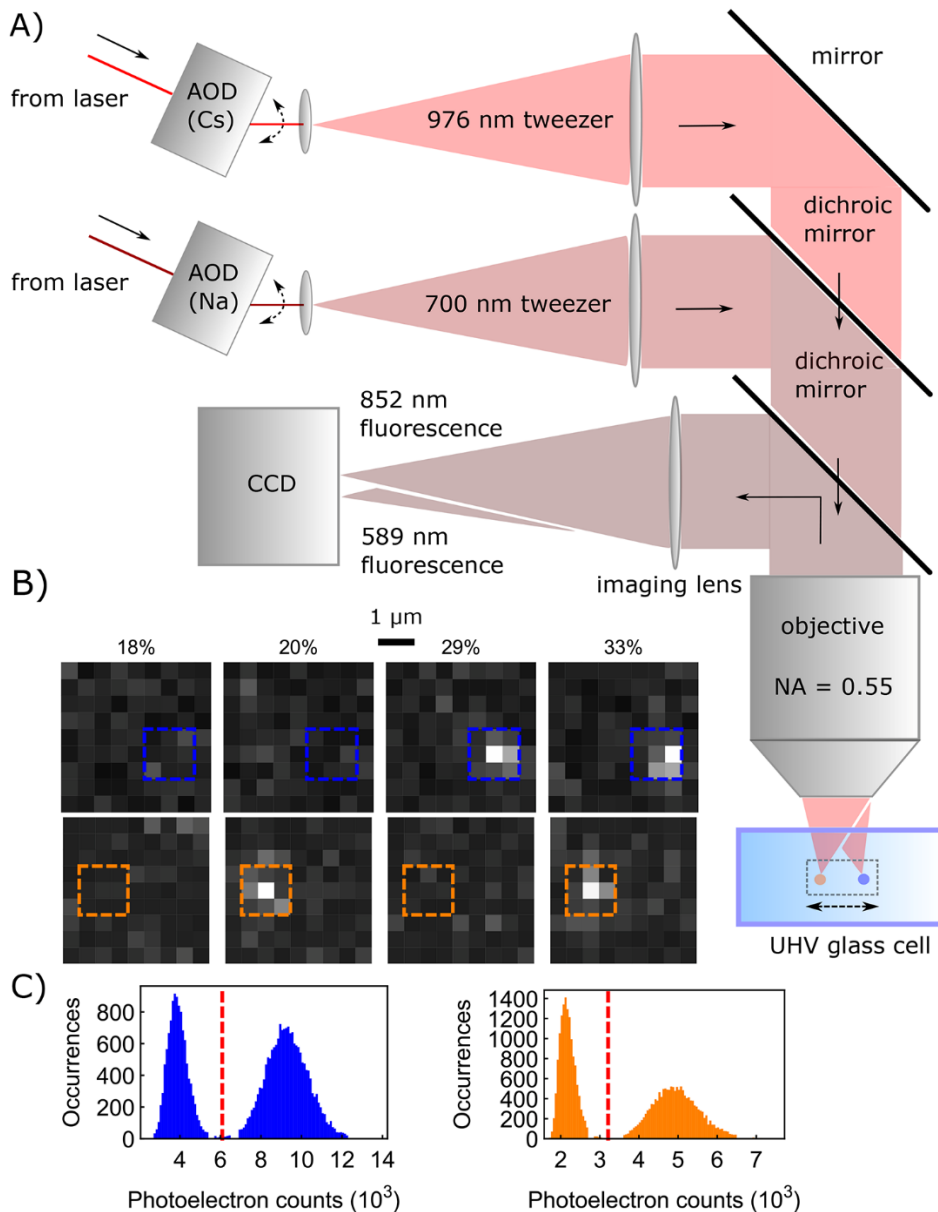 A)
from laser
AOD
(Cs)
976 nm tweezer
mirror
dichroic
mirror
from laser
AOD
(Na)
700 nm tweezer
dichroic
mirror
852 nm
fluorescence
CCD
589 nm
fluorescence
imaging lens
objective
NA = 0.55
UHV glass cell
B)
1 μm
18% 20% 29% 33%
C)
Occurrences
800
600
400
200
0
4 6 8 10 12 14
Photoelectron counts (10³)
Occurrences
1400
1200
1000
800
600
400
200
0
2 3 4 5 6 7
Photoelectron counts (10³)